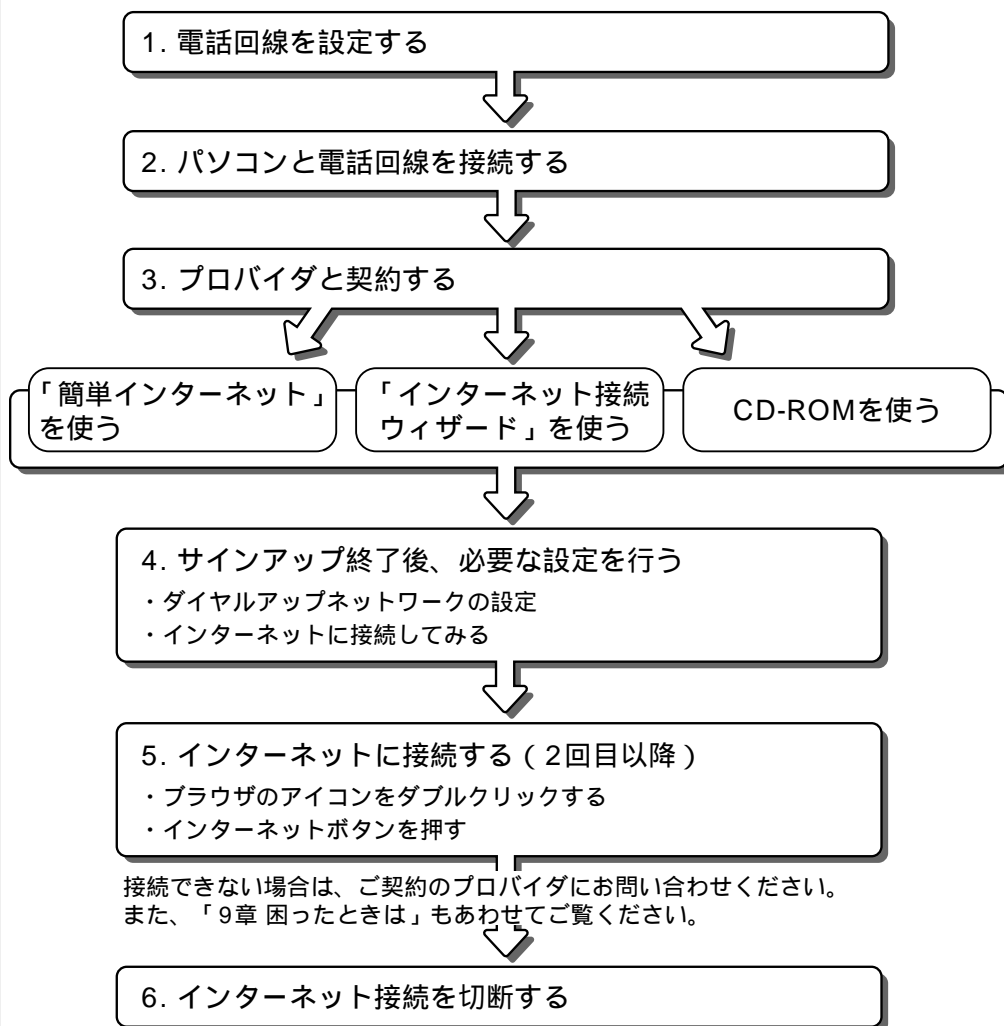 1. 電話回線を設定する
2. パソコンと電話回線を接続する
3. プロバイダと契約する
「簡単インターネット」
を使う
「インターネット接続
ウィザード」を使う
CD-ROMを使う
4. サインアップ終了後、必要な設定を行う
・ダイヤルアップネットワークの設定
・インターネットに接続してみる
5. インターネットに接続する（2回目以降）
・ブラウザのアイコンをダブルクリックする
・インターネットボタンを押す
接続できない場合は、ご契約のプロバイダにお問い合わせください。
また、「9章 困ったときは」もあわせてご覧ください。
6. インターネット接続を切断する